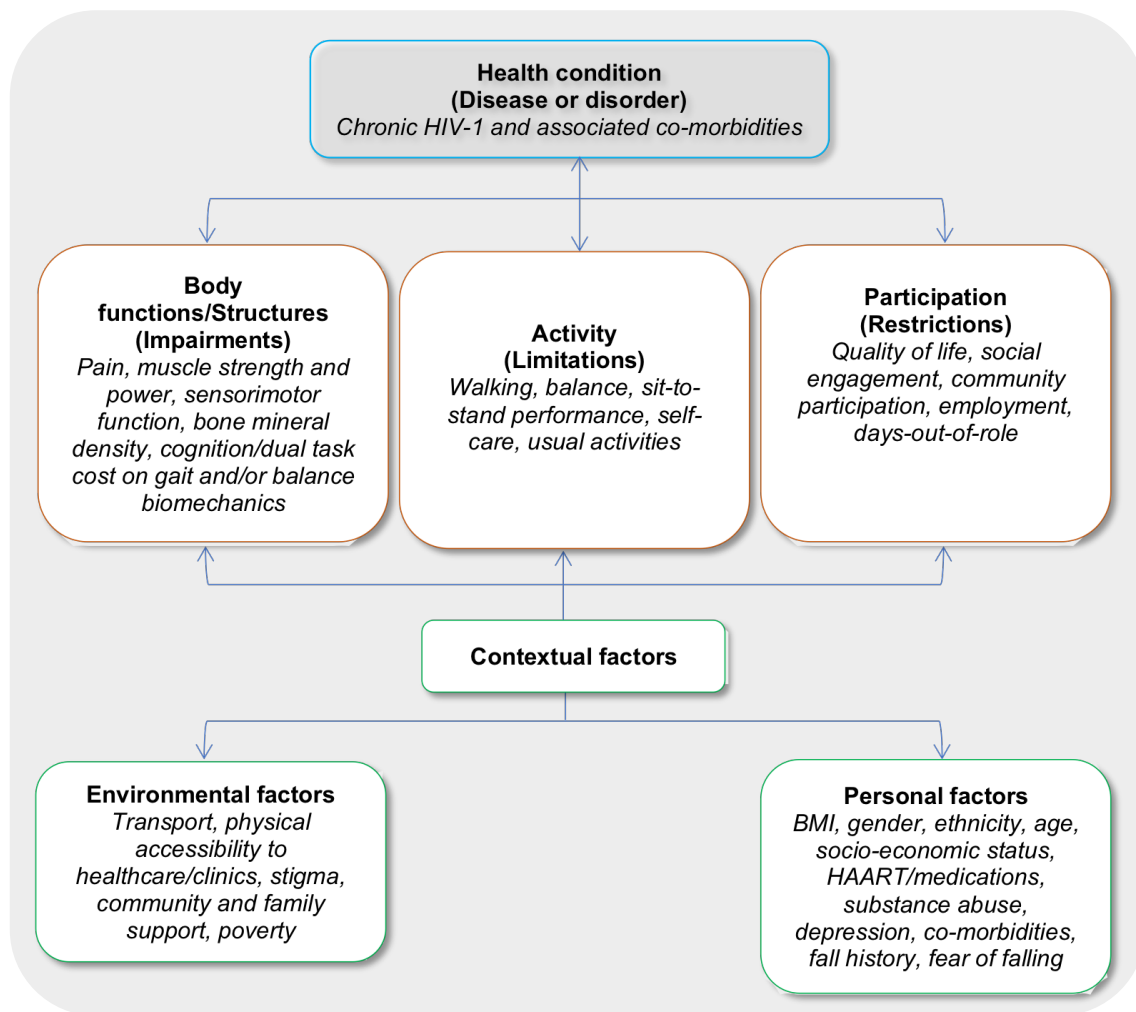 Health condition
(Disease or disorder)
Chronic HIV-1 and associated co-morbidities
Body
functions/Structures
(Impairments)
Pain, muscle strength and
power, sensorimotor
function, bone mineral
density, cognition/dual task
cost on gait and/or balance
biomechanics
Activity
(Limitations)
Walking, balance, sit-to-
stand performance, self-
care, usual activities
Participation
(Restrictions)
Quality of life, social
engagement, community
participation, employment,
days-out-of-role
Contextual factors
Environmental factors
Transport, physical
accessibility to
healthcare/clinics, stigma,
community and family
support, poverty
Personal factors
BMI, gender, ethnicity, age,
socio-economic status,
HAART/medications,
substance abuse,
depression, co-morbidities,
fall history, fear of falling